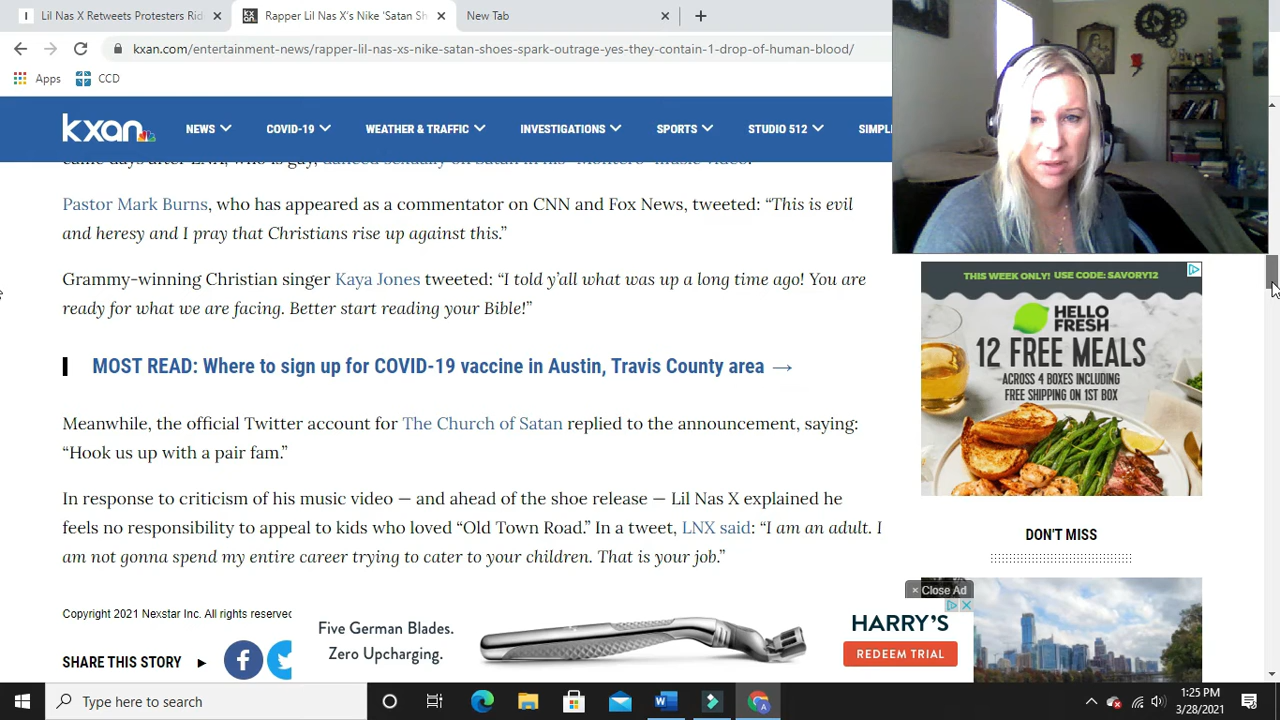 Lil Nas X Retweets Protesters Rid
Rapper Lil Nas X's Nike 'Satan Sh
New Tab
kxan.com/entertainment-news/rapper-lil-nas-xs-nike-satan-shoes-spark-outrage-yes-they-contain-1-drop-of-human-blood/
Apps
CCD
kxan
NEWS
COVID-19
WEATHER & TRAFFIC
INVESTIGATIONS
SPORTS
STUDIO 512
SIMPL
Pastor Mark Burns, who has appeared as a commentator on CNN and Fox News, tweeted: “This is evil
and heresy and I pray that Christians rise up against this.”
Grammy-winning Christian singer Kaya Jones tweeted: “I told y’all what was up a long time ago! You are
ready for what we are facing. Better start reading your Bible!”
MOST READ: Where to sign up for COVID-19 vaccine in Austin, Travis County area →
Meanwhile, the official Twitter account for The Church of Satan replied to the announcement, saying:
“Hook us up with a pair fam.”
In response to criticism of his music video — and ahead of the shoe release — Lil Nas X explained he
feels no responsibility to appeal to kids who loved “Old Town Road.” In a tweet, LNX said: “I am an adult. I
am not gonna spend my entire career trying to cater to your children. That is your job.”
Copyright 2021 Nexstar Inc. All rights reserved
SHARE THIS STORY
THIS WEEK ONLY! USE CODE: SAVORY12
HELLO
FRESH
12 FREE MEALS
ACROSS 4 BOXES INCLUDING
FREE SHIPPING ON 1ST BOX
DON'T MISS
× Close Ad
Five German Blades.
Zero Upcharging.
HARRY'S
REDEEM TRIAL
Type here to search
1:25 PM
3/28/2021